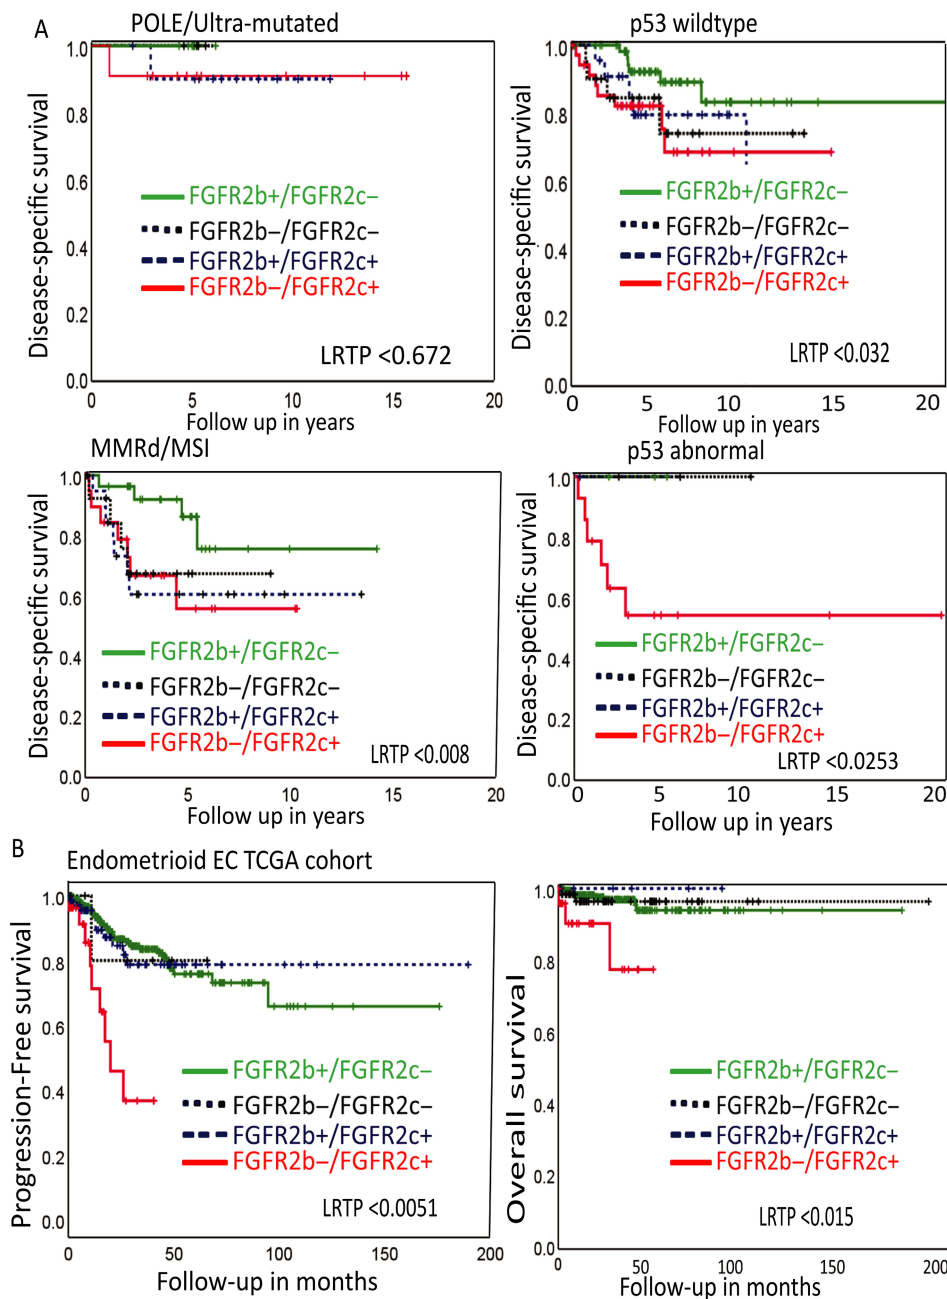 A
POLE/Ultra-mutated
1.0
0.8
0.6
0.4
0.2
0.0
Disease-specific survival
FGFR2b+/FGFR2c−
FGFR2b−/FGFR2c−
FGFR2b+/FGFR2c+
FGFR2b−/FGFR2c+
LRTP <0.672
0 5 10 15 20
Follow up in years
p53 wildtype
1.0
0.8
0.6
0.4
0.2
0.0
Disease-specific survival
FGFR2b+/FGFR2c−
FGFR2b−/FGFR2c−
FGFR2b+/FGFR2c+
FGFR2b−/FGFR2c+
LRTP <0.032
0 5 10 15 20
Follow up in years
MMRd/MSI
1.0
0.8
0.6
0.4
0.2
0.0
Disease-specific survival
FGFR2b+/FGFR2c−
FGFR2b−/FGFR2c−
FGFR2b+/FGFR2c+
FGFR2b−/FGFR2c+
LRTP <0.008
0 5 10 15 20
Follow up in years
p53 abnormal
1.0
0.8
0.6
0.4
0.2
0.0
Disease-specific survival
FGFR2b+/FGFR2c−
FGFR2b−/FGFR2c−
FGFR2b+/FGFR2c+
FGFR2b−/FGFR2c+
LRTP <0.0253
0 5 10 15 20
Follow up in years
B
Endometrioid EC TCGA cohort
1.0
0.8
0.6
0.4
0.2
0.0
Progression-Free survival
FGFR2b+/FGFR2c−
FGFR2b−/FGFR2c−
FGFR2b+/FGFR2c+
FGFR2b−/FGFR2c+
LRTP <0.0051
0 50 100 150 200
Follow-up in months
1.0
0.8
0.6
0.4
0.2
0.0
Overall survival
FGFR2b+/FGFR2c−
FGFR2b−/FGFR2c−
FGFR2b+/FGFR2c+
FGFR2b−/FGFR2c+
LRTP <0.015
0 50 100 150 200
Follow-up in months